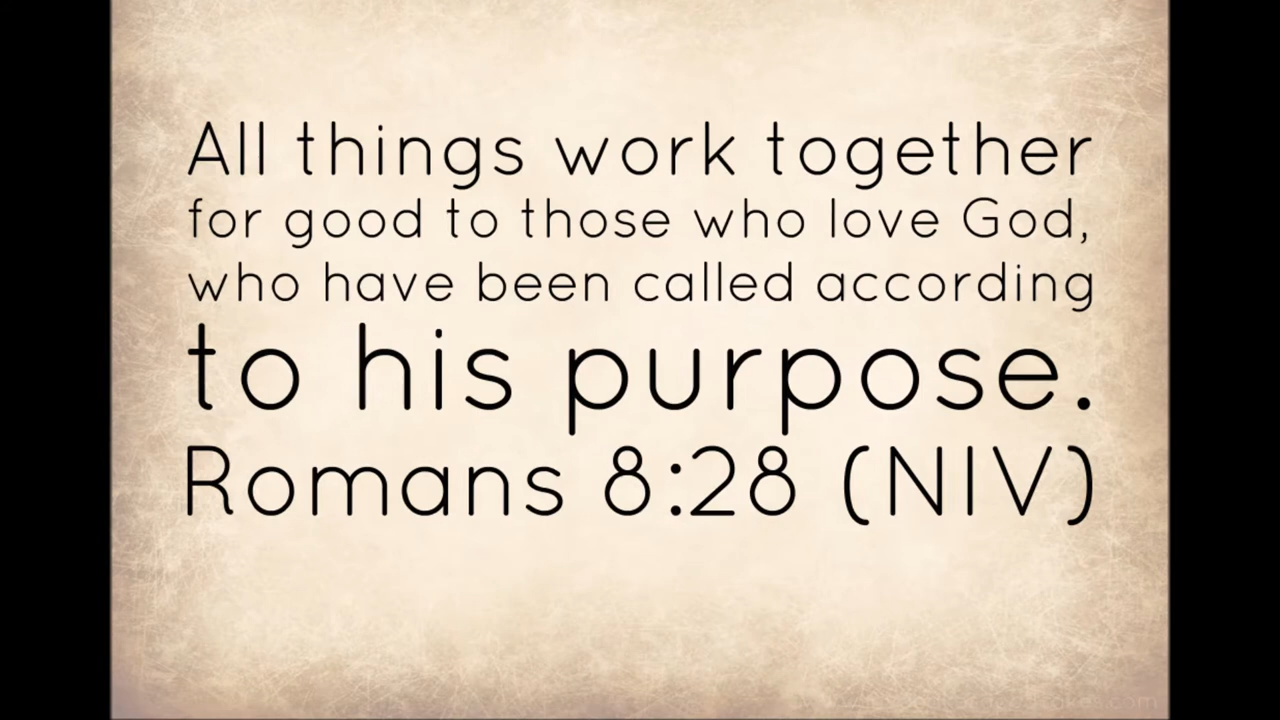 All things work together
for good to those who love God,
who have been called according
to his purpose.
Romans 8:28 (NIV)